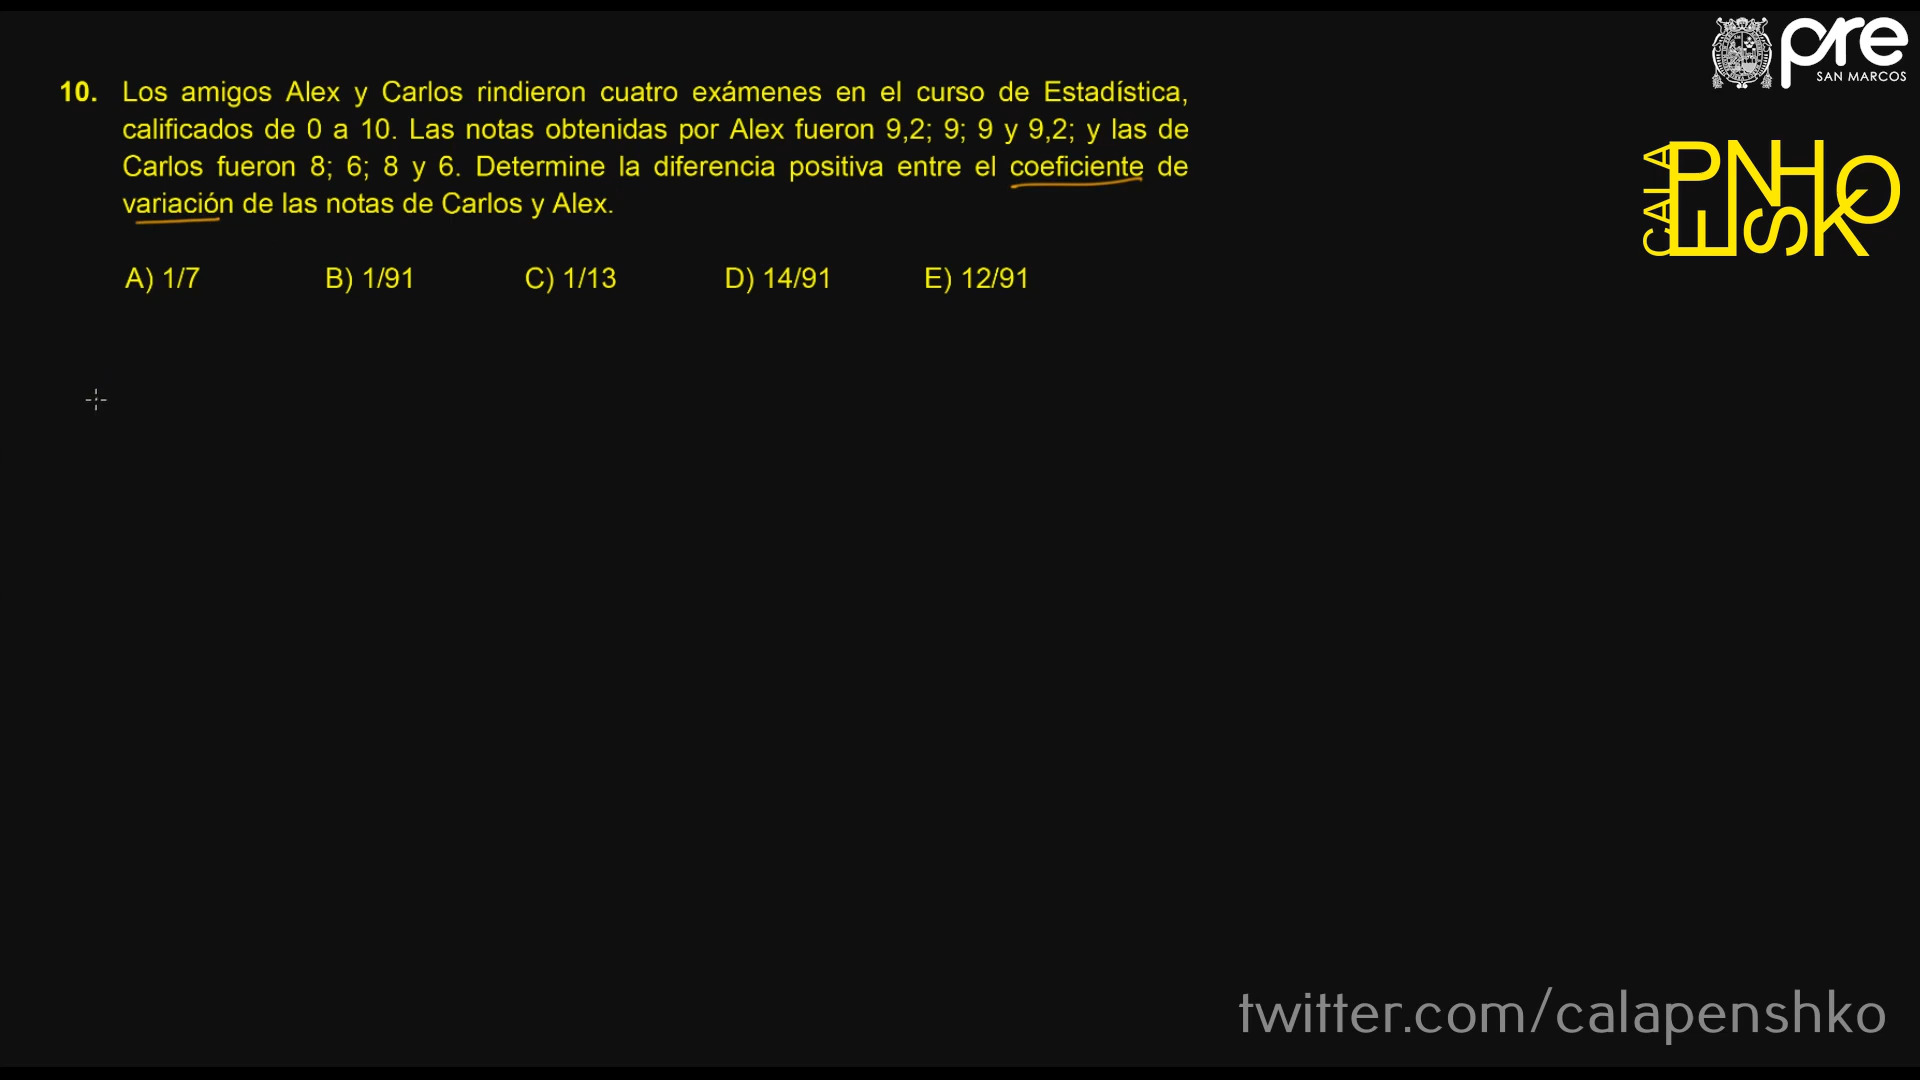 pre
SAN MARCOS
10. Los amigos Alex y Carlos rindieron cuatro exámenes en el curso de Estadística,
calificados de 0 a 10. Las notas obtenidas por Alex fueron 9,2; 9; 9 y 9,2; y las de
Carlos fueron 8; 6; 8 y 6. Determine la diferencia positiva entre el coeficiente de
variación de las notas de Carlos y Alex.
A) 1/7 B) 1/91 C) 1/13 D) 14/91 E) 12/91
CALA PENSHKO
twitter.com/calapenshko